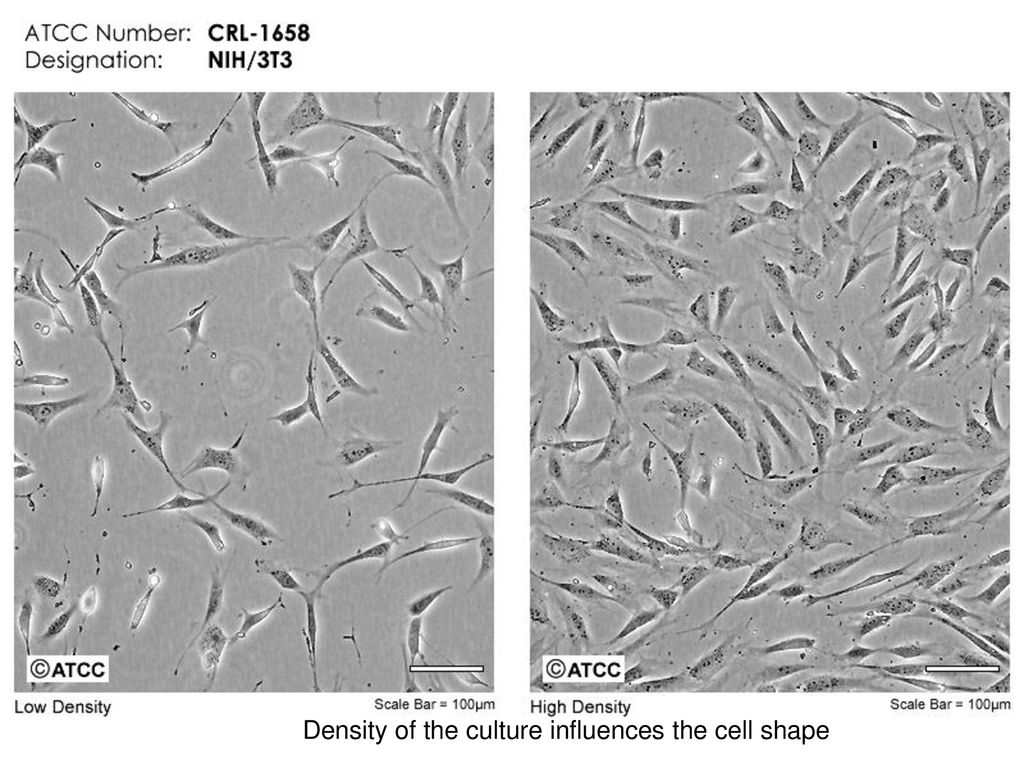 ATCC Number: CRL-1658
Designation: NIH/3T3
©ATCC
©ATCC
Low Density
Scale Bar = 100µm
High Density
Scale Bar = 100µm
Density of the culture influences the cell shape